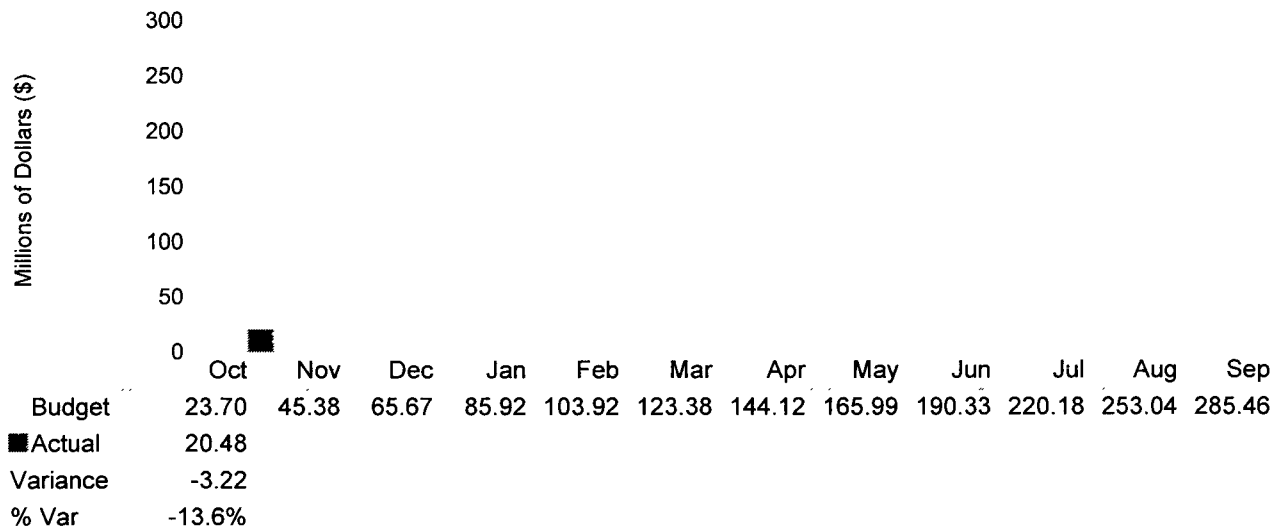 Millions of Dollars ($)
300
250
200
150
100
50
0
Oct Nov Dec Jan Feb Mar Apr May Jun Jul Aug Sep
Budget 23.70 45.38 65.67 85.92 103.92 123.38 144.12 165.99 190.33 220.18 253.04 285.46
Actual 20.48
Variance -3.22
% Var -13.6%